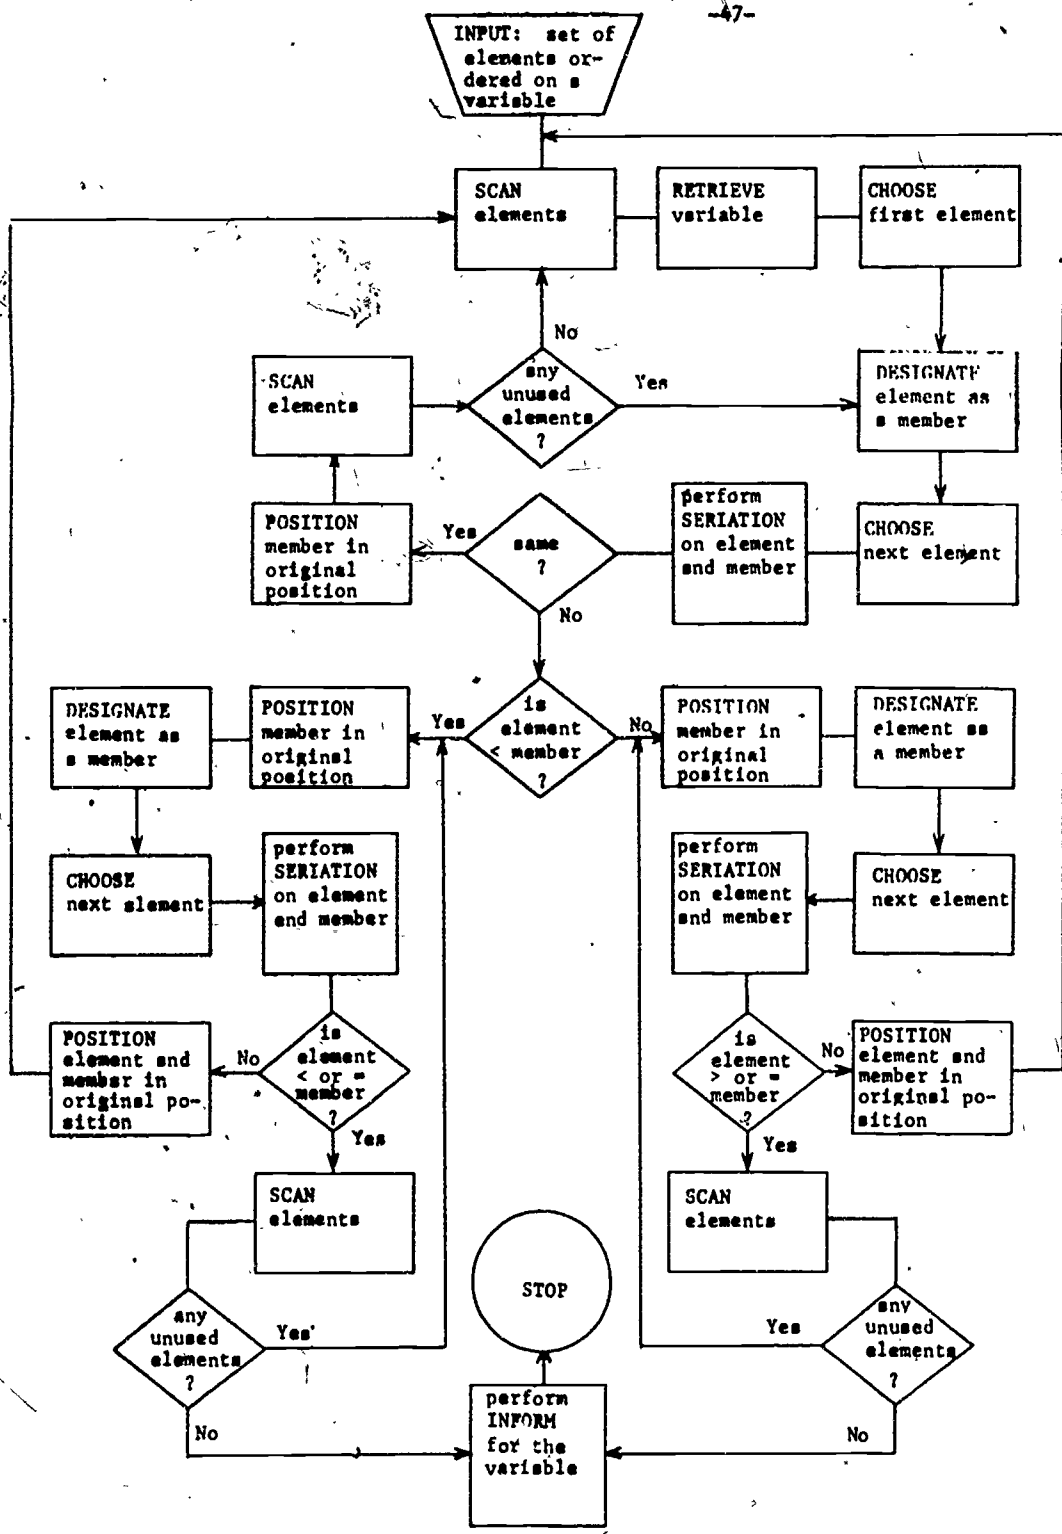 -47-
INPUT: set of
elements or-
dered on a
variable
SCAN
elements
RETRIEVE
variable
CHOOSE
first element
No
SCAN
elements
any
unused
elements
?
Yes
DESIGNATE
element as
a member
POSITION
member in
original
position
Yes
same
?
No
perform
SERIATION
on element
and member
CHOOSE
next element
DESIGNATE
element as
a member
POSITION
member in
original
position
Yes
is
element
< member
?
No
POSITION
member in
original
position
DESIGNATE
element as
a member
CHOOSE
next element
perform
SERIATION
on element
and member
perform
SERIATION
on element
and member
CHOOSE
next element
POSITION
element and
member in
original po-
sition
No
is
element
< or =
member
?
Yes
is
element
> or =
member
?
Yes
No
POSITION
element and
member in
original po-
sition
SCAN
elements
SCAN
elements
STOP
any
unused
elements
?
Yes
No
Yes
any
unused
elements
?
No
perform
INFORM
for the
variable